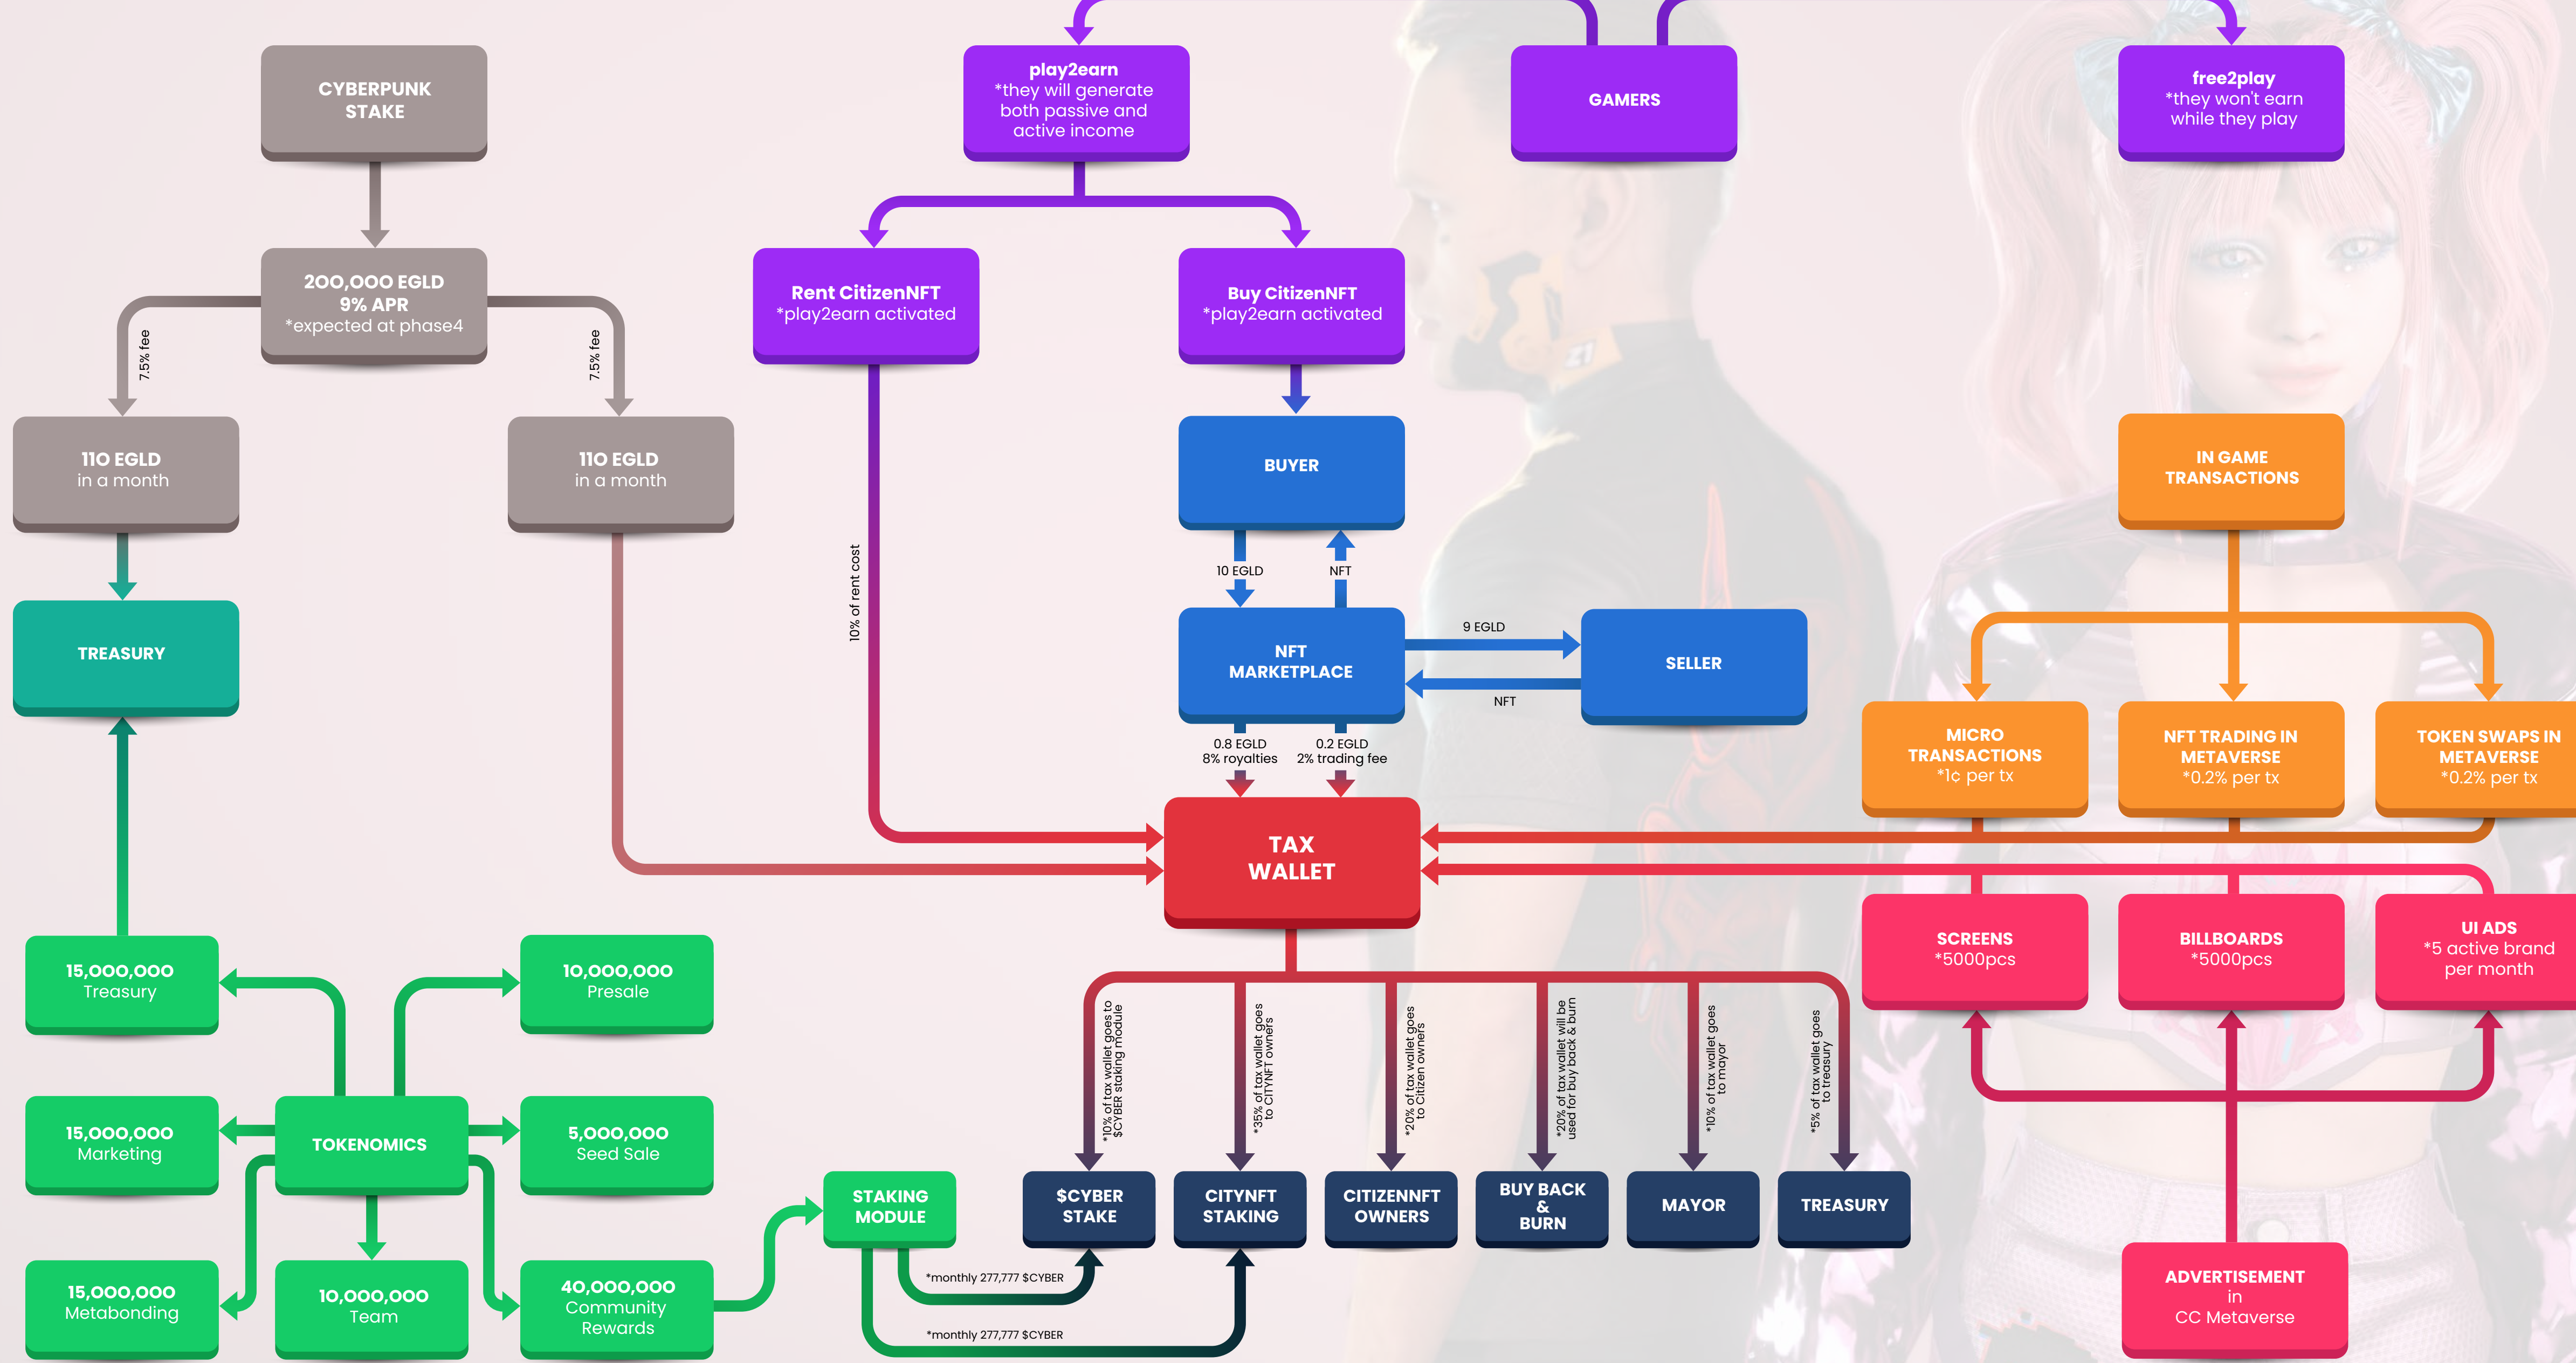 CYBERPUNK
STAKE
play2earn
*they will generate
both passive and
active income
GAMERS
free2play
*they won't earn
while they play
200,000 EGLD
9% APR
*expected at phase4
7.5% fee
7.5% fee
Rent CitizenNFT
*play2earn activated
Buy CitizenNFT
*play2earn activated
110 EGLD
in a month
110 EGLD
in a month
BUYER
IN GAME
TRANSACTIONS
10 EGLD
NFT
10% of rent cost
TREASURY
NFT
MARKETPLACE
9 EGLD
NFT
SELLER
0.8 EGLD
8% royalties
0.2 EGLD
2% trading fee
MICRO
TRANSACTIONS
*1¢ per tx
NFT TRADING IN
METAVERSE
*0.2% per tx
TOKEN SWAPS IN
METAVERSE
*0.2% per tx
TAX
WALLET
SCREENS
*5000pcs
BILLBOARDS
*5000pcs
UI ADS
*5 active brand
per month
15,000,000
Treasury
10,000,000
Presale
*10% of tax wallet goes to
$CYBER staking module
*35% of tax wallet goes
to CITYNFT owners
*20% of tax wallet goes
to Citizen owners
*20% of tax wallet will be
used for buy back & burn
*10% of tax wallet goes
to mayor
*5% of tax wallet goes
to treasury
15,000,000
Marketing
TOKENOMICS
5,000,000
Seed Sale
STAKING
MODULE
$CYBER
STAKE
CITYNFT
STAKING
CITIZENNFT
OWNERS
BUY BACK
&
BURN
MAYOR
TREASURY
15,000,000
Metabonding
10,000,000
Team
40,000,000
Community
Rewards
*monthly 277,777 $CYBER
*monthly 277,777 $CYBER
ADVERTISEMENT
in
CC Metaverse
21